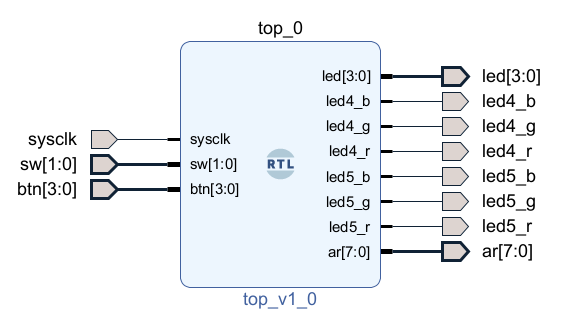 top_0
led[3:0] led[3:0]
led4_b led4_b
led4_g led4_g
sysclk sysclk
led4_r led4_r
sw[1:0] sw[1:0] RTL
led5_b led5_b
btn[3:0] btn[3:0]
led5_g led5_g
led5_r led5_r
ar[7:0] ar[7:0]
top_v1_0